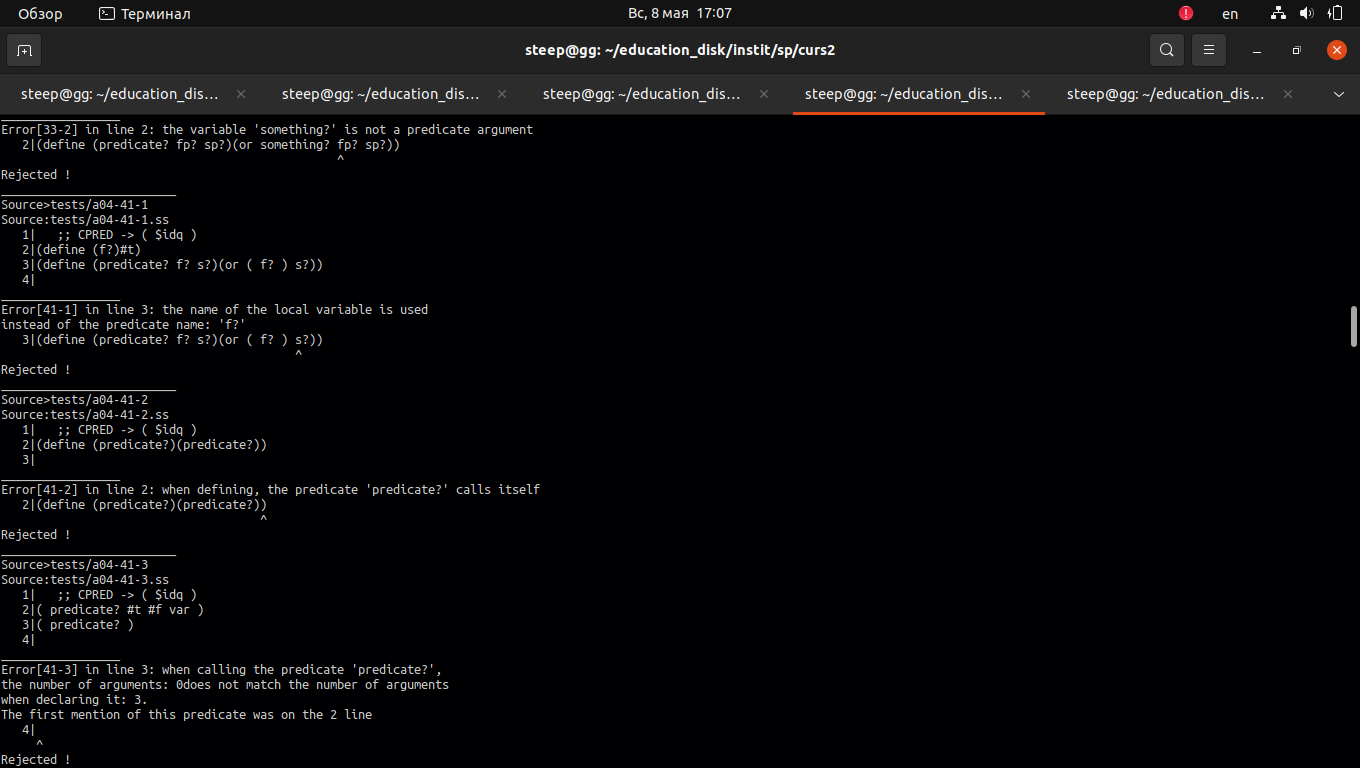 Обзор Терминал Вс, 8 мая 17:07 en
steep@gg: ~/education_disk/instit/sp/curs2
steep@gg: ~/education_dis... steep@gg: ~/education_dis... steep@gg: ~/education_dis... steep@gg: ~/education_dis... steep@gg: ~/education_dis...
_________________
Error[33-2] in line 2: the variable 'something?' is not a predicate argument
2|(define (predicate? fp? sp?)(or something? fp? sp?))
^
Rejected !
_________________________
Source>tests/a04-41-1
Source:tests/a04-41-1.ss
1|   ;; CPRED -> ( $idq )
2|(define (f?)#t)
3|(define (predicate? f? s?)(or ( f? ) s?))
4|
_________________
Error[41-1] in line 3: the name of the local variable is used
instead of the predicate name: 'f?'
3|(define (predicate? f? s?)(or ( f? ) s?))
^
Rejected !
_________________________
Source>tests/a04-41-2
Source:tests/a04-41-2.ss
1|   ;; CPRED -> ( $idq )
2|(define (predicate?)(predicate?))
3|
_________________
Error[41-2] in line 2: when defining, the predicate 'predicate?' calls itself
2|(define (predicate?)(predicate?))
^
Rejected !
_________________________
Source>tests/a04-41-3
Source:tests/a04-41-3.ss
1|   ;; CPRED -> ( $idq )
2|( predicate? #t #f var )
3|( predicate? )
4|
_________________
Error[41-3] in line 3: when calling the predicate 'predicate?',
the number of arguments: 0does not match the number of arguments
when declaring it: 3.
The first mention of this predicate was on the 2 line
4|
^
Rejected !